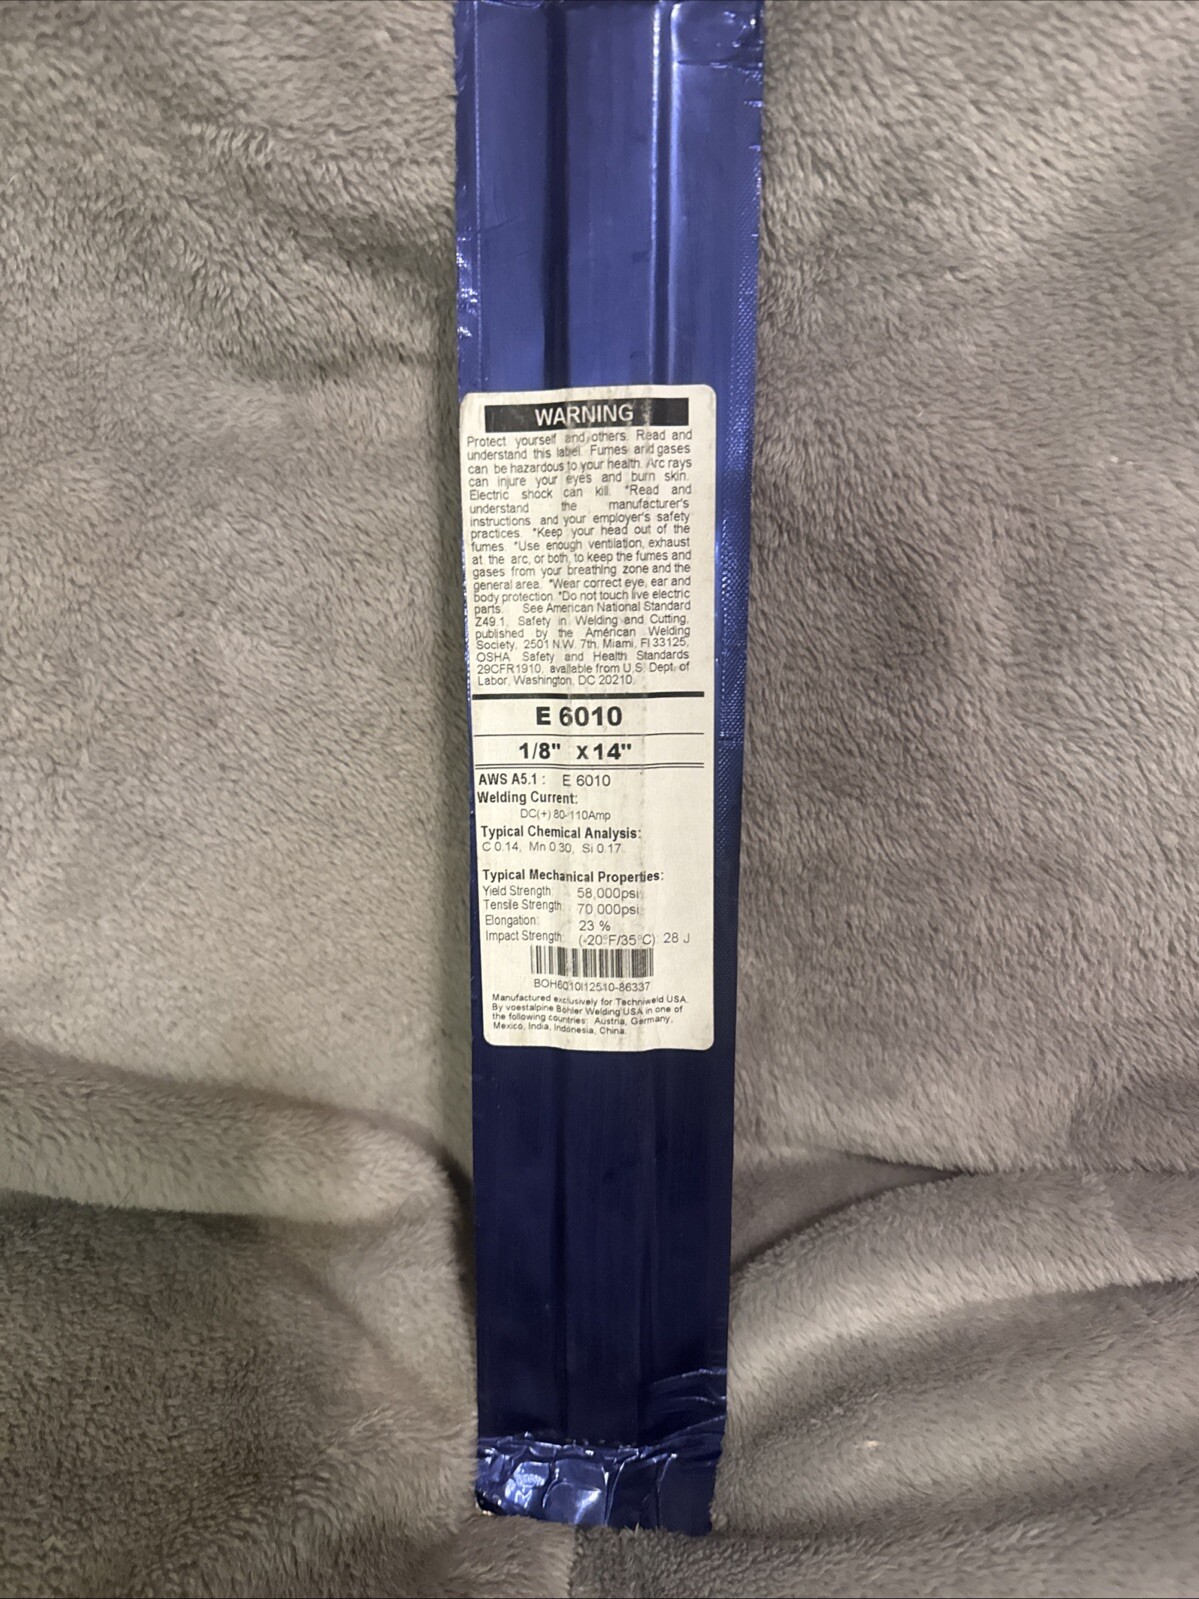 WARNING
Protect yourself and others. Read and
understand this label. Fumes and gases
can be hazardous to your health. Arc rays
can injure your eyes and burn skin.
Electric shock can kill. *Read and
understand the manufacturer's
instructions and your employer's safety
practices. *Keep your head out of the
fumes. *Use enough ventilation, exhaust
at the arc, or both, to keep the fumes and
gases from your breathing zone and the
general area. *Wear correct eye, ear and
body protection. *Do not touch live electric
parts. See American National Standard
Z49.1, Safety in Welding and Cutting,
published by the American Welding
Society, 2501 N.W. 7th, Miami, Fl 33125,
OSHA Safety and Health Standards
29CFR1910, available from U.S. Dept. of
Labor, Washington, DC 20210.
E 6010
1/8" x 14"
AWS A5.1 : E 6010
Welding Current:
DC(+) 80-110Amp
Typical Chemical Analysis:
C 0.14, Mn 0.30, Si 0.17
Typical Mechanical Properties:
Yield Strength: 58,000psi
Tensile Strength: 70 000psi
Elongation: 23 %
Impact Strength: (-20°F/35°C) 28 J
BOH6010I12510-86337
Manufactured exclusively for Techniweld USA
By voestalpine Böhler Welding USA in one of
the following countries: Austria, Germany,
Mexico, India, Indonesia, China.